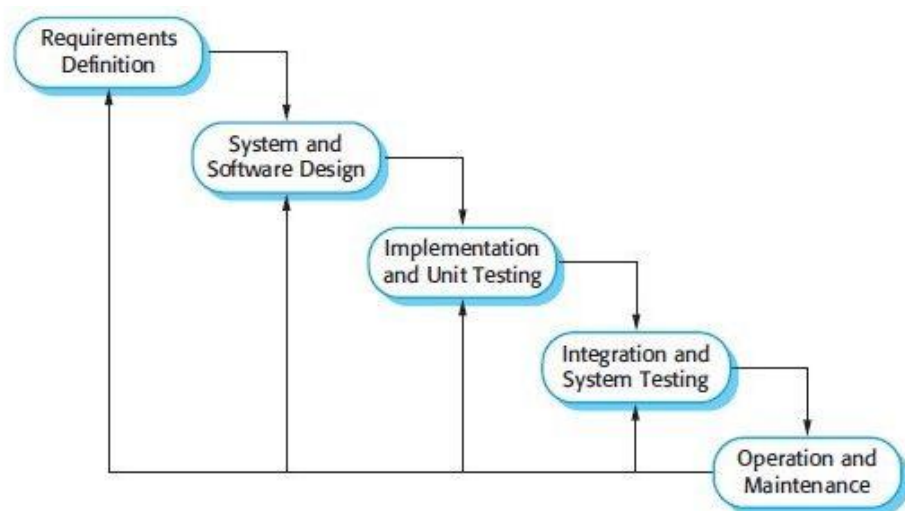 Requirements
Definition
System and
Software Design
Implementation
and Unit Testing
Integration and
System Testing
Operation and
Maintenance